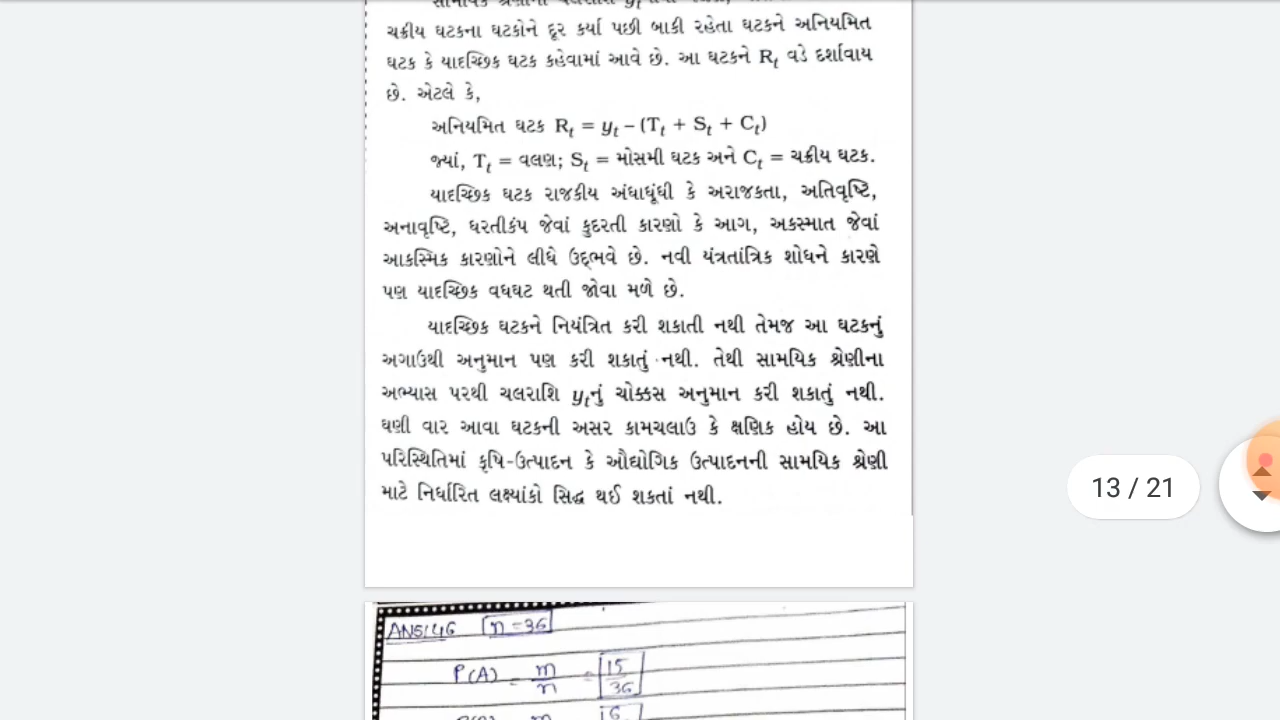 ચક્રીય ઘટકના ઘટકોને દૂર કર્યા પછી બાકી રહેતા ઘટકને અનિયમિત
ઘટક કે યાદચ્છિક ઘટક કહેવામાં આવે છે. આ ઘટકને Rₜ વડે દર્શાવાય
છે. એટલે કે,
અનિયમિત ઘટક Rₜ = yₜ – (Tₜ + Sₜ + Cₜ)
જ્યાં, Tₜ = વલણ; Sₜ = મોસમી ઘટક અને Cₜ = ચક્રીય ઘટક.
યાદચ્છિક ઘટક રાજકીય અંધાધૂંધી કે અરાજકતા, અતિવૃષ્ટિ,
અનાવૃષ્ટિ, ધરતીકંપ જેવાં કુદરતી કારણો કે આગ, અકસ્માત જેવાં
આકસ્મિક કારણોને લીધે ઉદ્ભવે છે. નવી યંત્રતાંત્રિક શોધને કારણે
પણ યાદચ્છિક વધઘટ થતી જોવા મળે છે.
યાદચ્છિક ઘટકને નિયંત્રિત કરી શકાતી નથી તેમજ આ ઘટકનું
અગાઉથી અનુમાન પણ કરી શકાતું નથી. તેથી સામયિક શ્રેણીના
અભ્યાસ પરથી ચલરાશિ yₜનું ચોક્કસ અનુમાન કરી શકાતું નથી.
ઘણી વાર આવા ઘટકની અસર કામચલાઉ કે ક્ષણિક હોય છે. આ
પરિસ્થિતિમાં કૃષિ-ઉત્પાદન કે ઔદ્યોગિક ઉત્પાદનની સામયિક શ્રેણી
માટે નિર્ધારિત લક્ષ્યાંકો સિદ્ધ થઈ શકતાં નથી.
13 / 21
ANS:46 n = 36
P(A) = m/n = 15/36